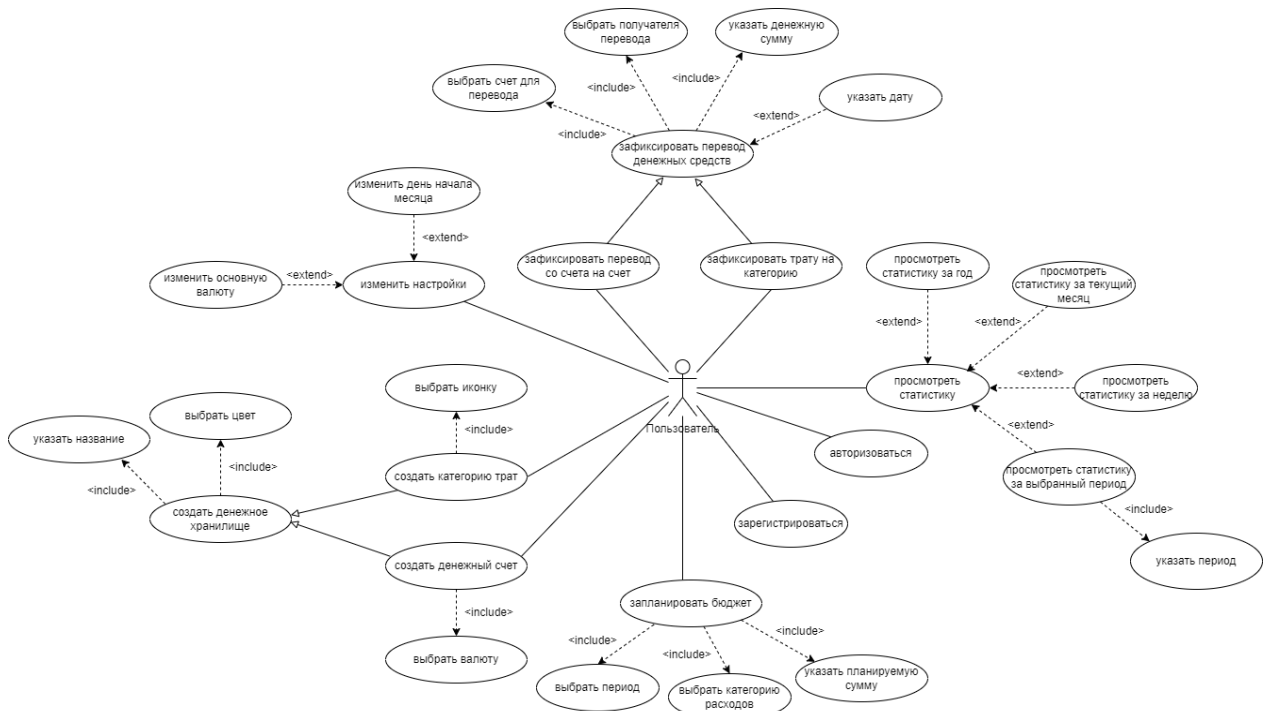 выбрать получателя
перевода
указать денежную
сумму
выбрать счет для
перевода
<include>
<include>
<include>
указать дату
<extend>
зафиксировать перевод
денежных средств
изменить день начала
месяца
<extend>
изменить основную
валюту
<extend>
изменить настройки
зафиксировать перевод
со счета на счет
зафиксировать трату на
категорию
просмотреть
статистику за год
просмотреть
статистику за текущий
месяц
<extend>
<extend>
просмотреть
статистику
<extend>
просмотреть
статистику за неделю
<extend>
Пользователь
выбрать иконку
<include>
выбрать цвет
указать название
<include>
<include>
создать категорию трат
создать денежное
хранилище
авторизоваться
просмотреть статистику
за выбранный период
<include>
указать период
зарегистрироваться
создать денежный счет
<include>
выбрать валюту
запланировать бюджет
<include>
<include>
<include>
выбрать период
выбрать категорию
расходов
указать планируемую
сумму